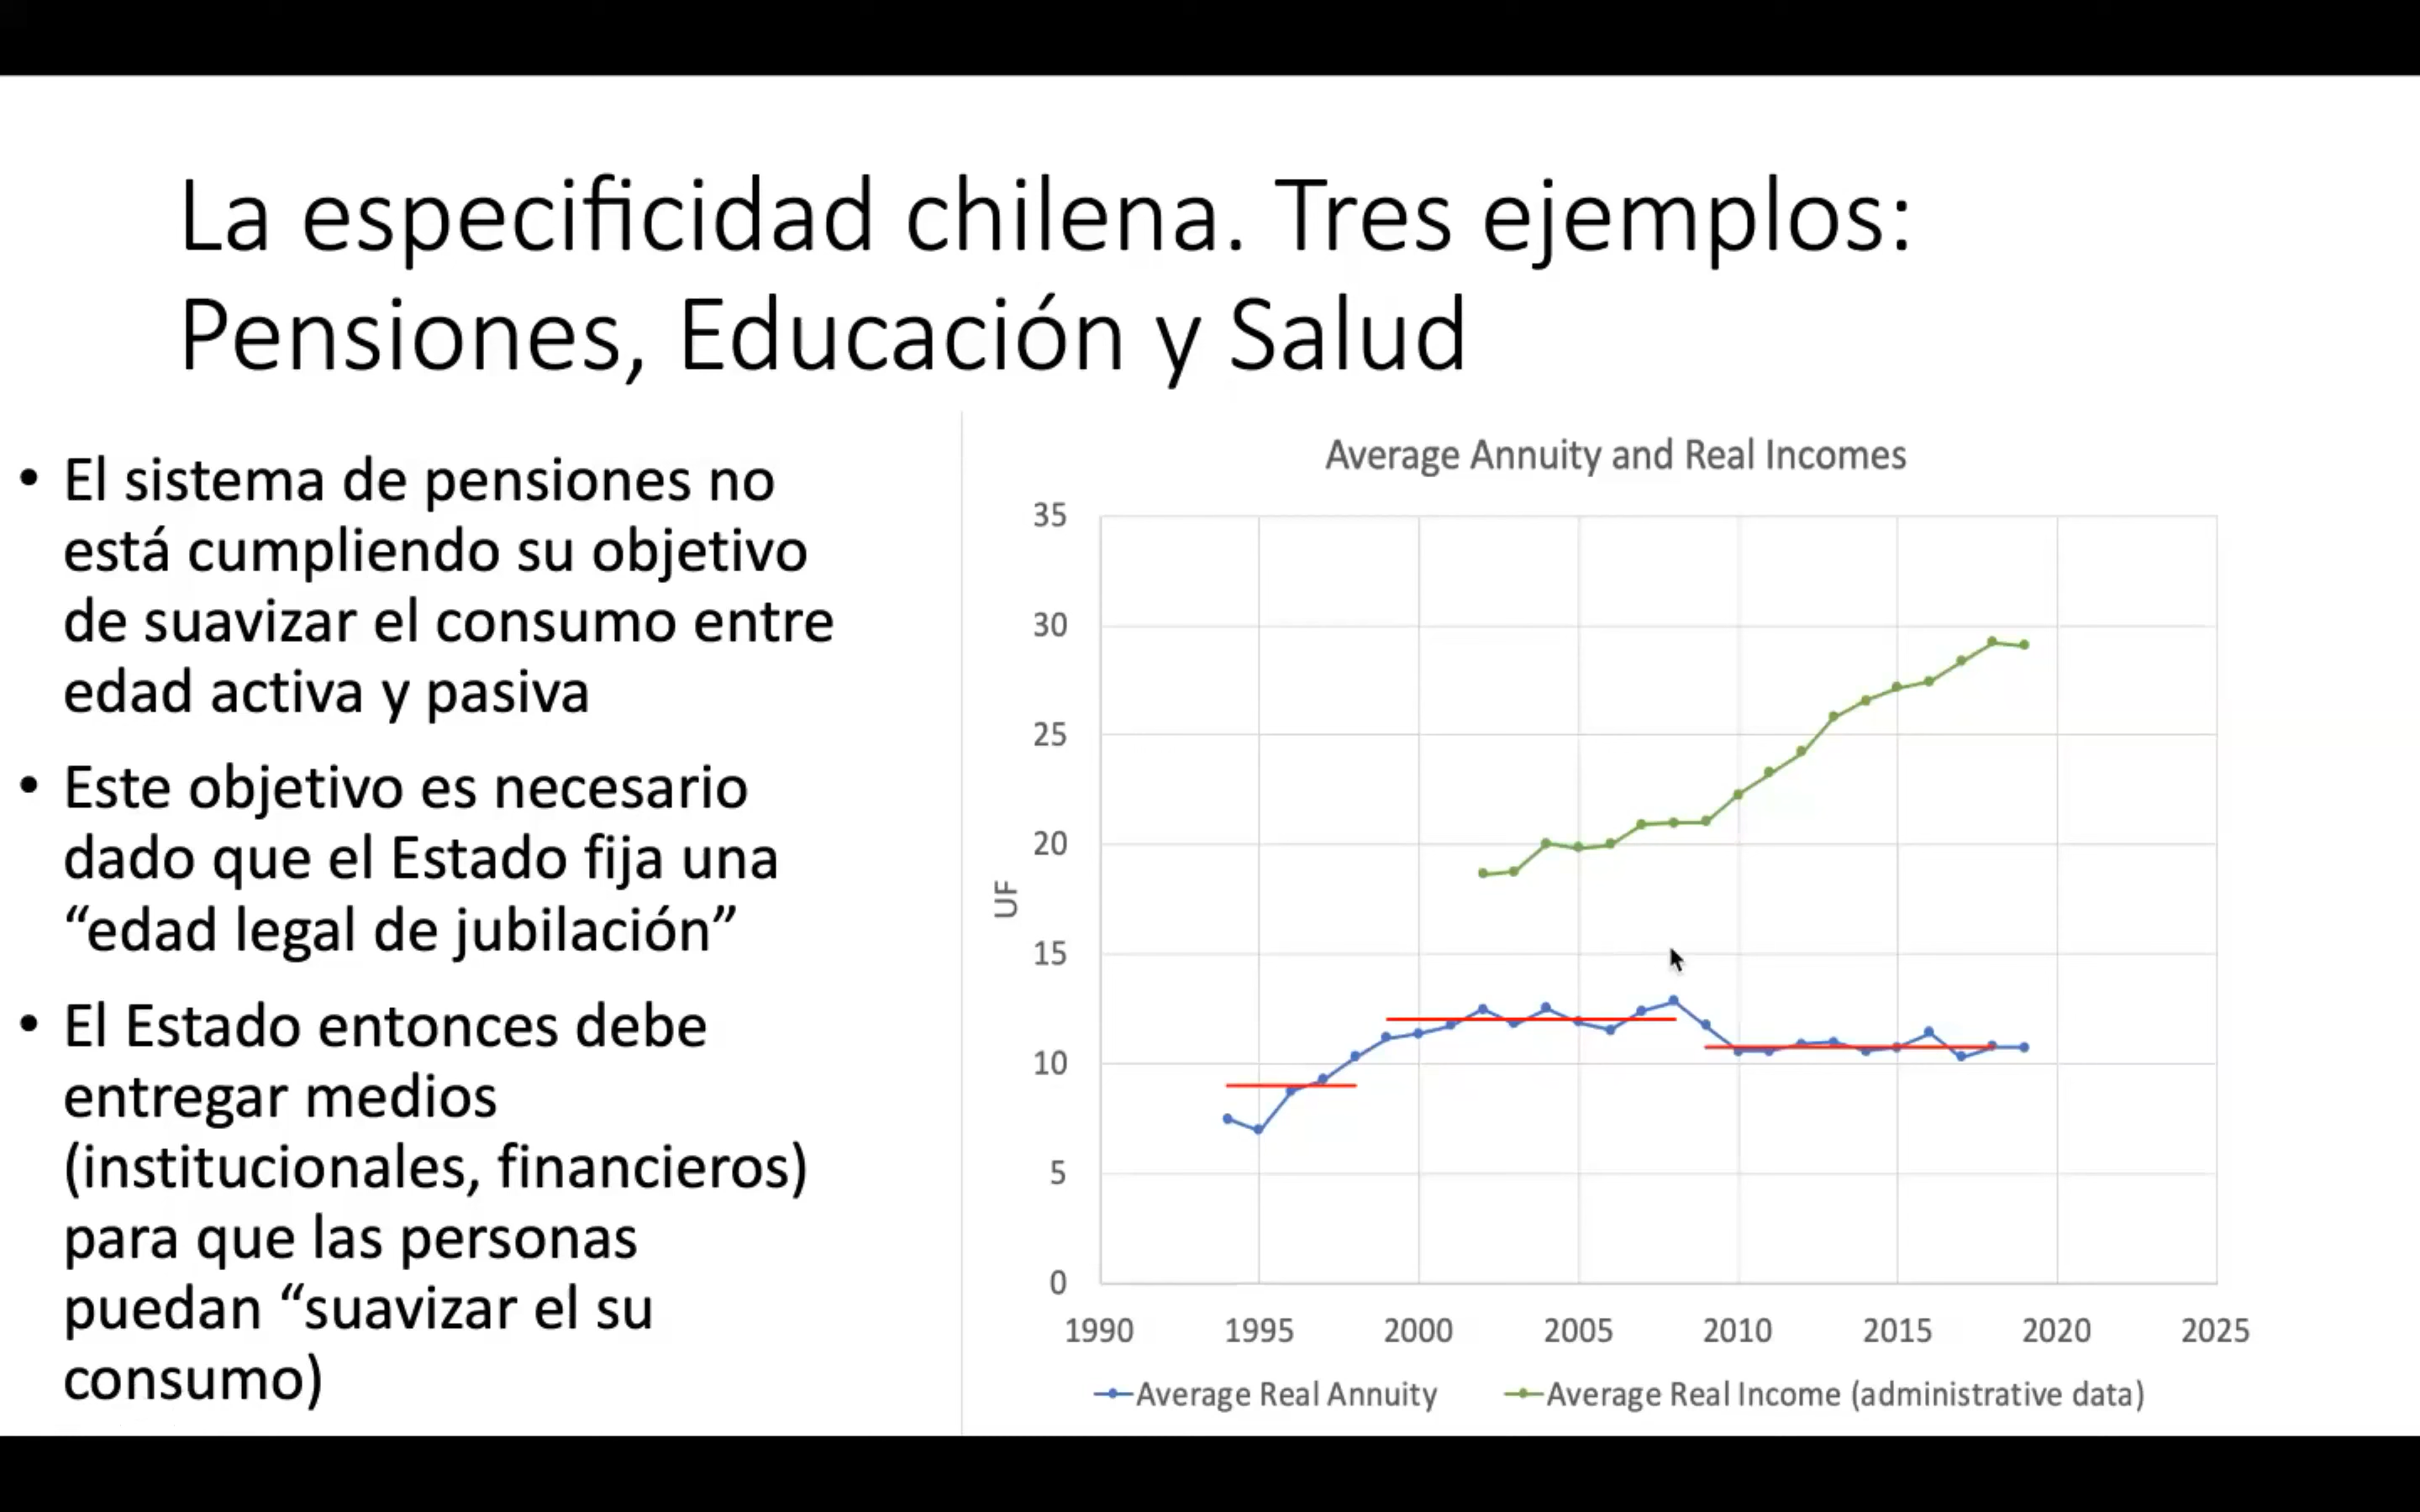 La especificidad chilena. Tres ejemplos:
Pensiones, Educación y Salud
• El sistema de pensiones no
está cumpliendo su objetivo
de suavizar el consumo entre
edad activa y pasiva
• Este objetivo es necesario
dado que el Estado fija una
“edad legal de jubilación”
• El Estado entonces debe
entregar medios
(institucionales, financieros)
para que las personas
puedan “suavizar el su
consumo)
Average Annuity and Real Incomes
35
30
25
20
15
10
5
0
UF
1990 1995 2000 2005 2010 2015 2020 2025
Average Real Annuity Average Real Income (administrative data)